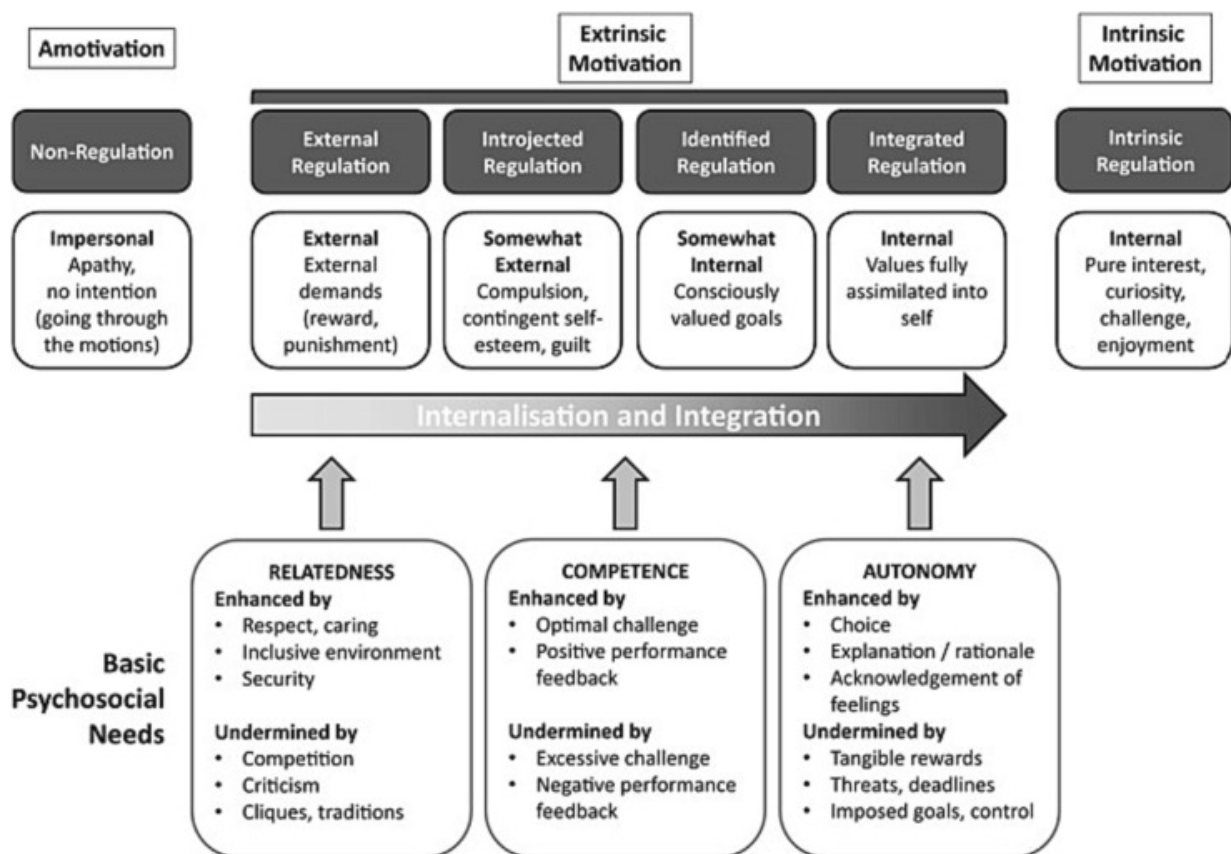 Amotivation
Extrinsic
Motivation
Intrinsic
Motivation
Non-Regulation
External
Regulation
Introjected
Regulation
Identified
Regulation
Integrated
Regulation
Intrinsic
Regulation
Impersonal
Apathy,
no intention
(going through
the motions)
External
External
demands
(reward,
punishment)
Somewhat
External
Compulsion,
contingent self-
esteem, guilt
Somewhat
Internal
Consciously
valued goals
Internal
Values fully
assimilated into
self
Internal
Pure interest,
curiosity,
challenge,
enjoyment
Internalisation and Integration
Basic
Psychosocial
Needs
RELATEDNESS
Enhanced by
• Respect, caring
• Inclusive environment
• Security
Undermined by
• Competition
• Criticism
• Cliques, traditions
COMPETENCE
Enhanced by
• Optimal challenge
• Positive performance
feedback
Undermined by
• Excessive challenge
• Negative performance
feedback
AUTONOMY
Enhanced by
• Choice
• Explanation / rationale
• Acknowledgement of
feelings
Undermined by
• Tangible rewards
• Threats, deadlines
• Imposed goals, control